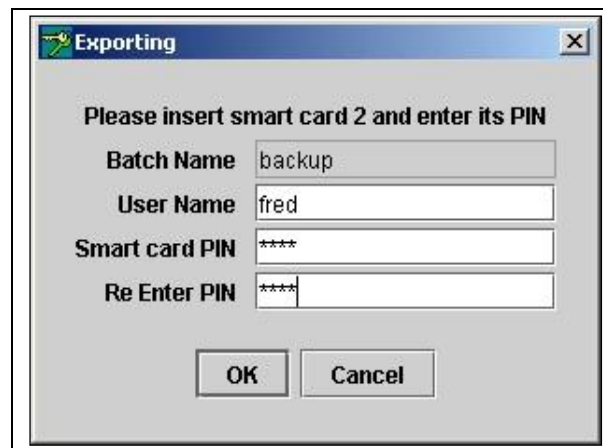 Exporting
Please insert smart card 2 and enter its PIN
Batch Name backup
User Name fred
Smart card PIN ****
Re Enter PIN ****
OK Cancel